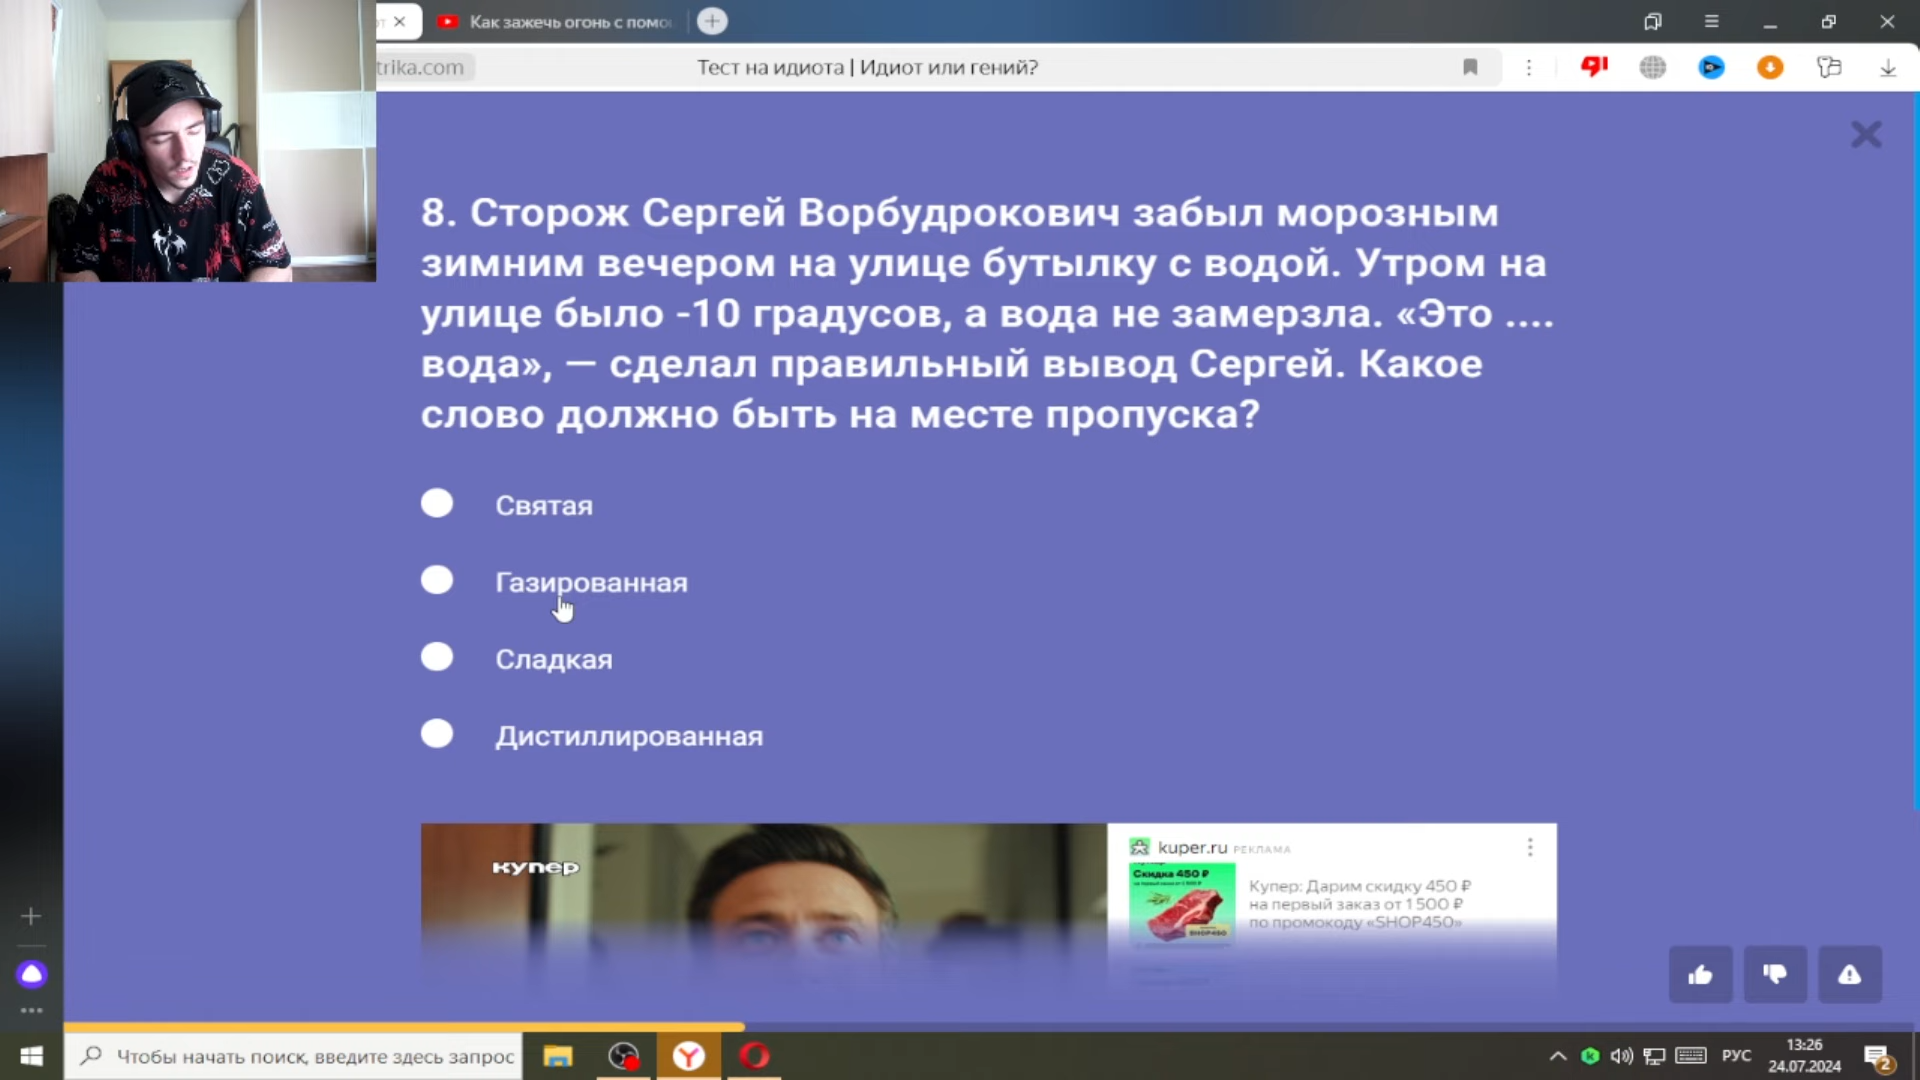 Как зажечь огонь с помо
trika.com
Тест на идиота | Идиот или гений?
8. Сторож Сергей Ворбудрокович забыл морозным
зимним вечером на улице бутылку с водой. Утром на
улице было -10 градусов, а вода не замерзла. «Это ....
вода», — сделал правильный вывод Сергей. Какое
слово должно быть на месте пропуска?
Святая
Газированная
Сладкая
Дистиллированная
купер
kuper.ru РЕКЛАМА
Скидка 450 ₽
SHOP450
Купер: Дарим скидку 450 ₽
на первый заказ от 1 500 ₽
по промокоду «SHOP450»
Чтобы начать поиск, введите здесь запрос
РУС
13:26
24.07.2024
2